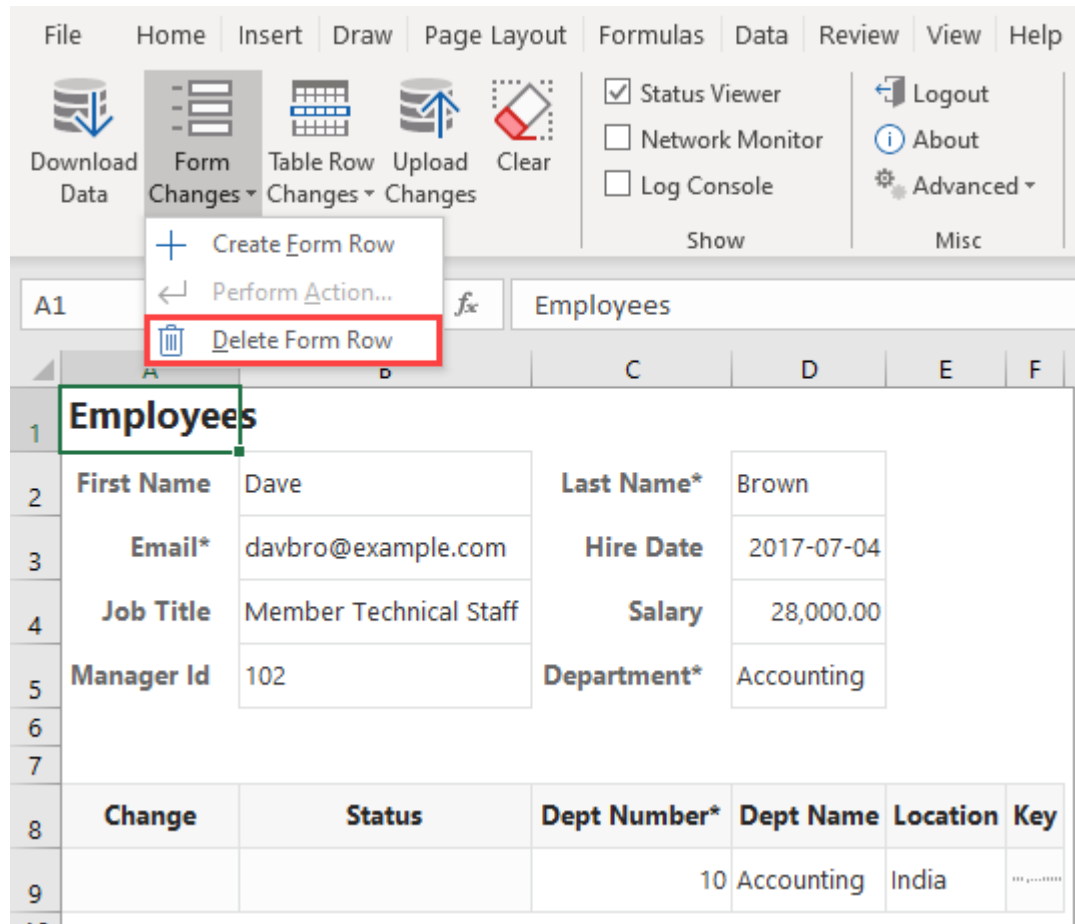 File Home Insert Draw Page Layout Formulas Data Review View Help
Download Data
Form Changes
Table Row Changes
Upload Changes
Clear
Status Viewer
Network Monitor
Log Console
Show
Logout
About
Advanced
Misc
Create Form Row
Perform Action...
Delete Form Row
A1 fx Employees
A B C D E F
1 Employees
2 First Name Dave Last Name* Brown
3 Email* davbro@example.com Hire Date 2017-07-04
4 Job Title Member Technical Staff Salary 28,000.00
5 Manager Id 102 Department* Accounting
6
7
8 Change Status Dept Number* Dept Name Location Key
9 10 Accounting India